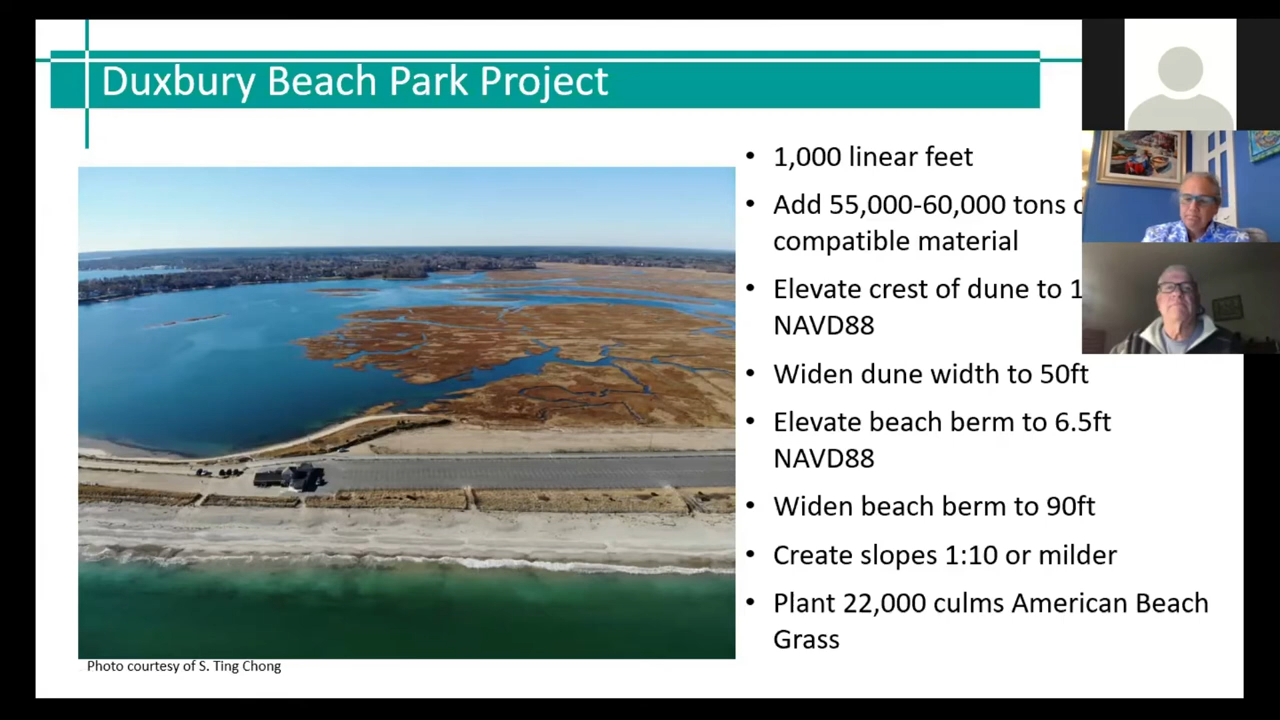 Duxbury Beach Park Project
• 1,000 linear feet
• Add 55,000-60,000 tons
compatible material
• Elevate crest of dune to
NAVD88
• Widen dune width to 50ft
• Elevate beach berm to 6.5ft
NAVD88
• Widen beach berm to 90ft
• Create slopes 1:10 or milder
• Plant 22,000 culms American Beach
Grass
Photo courtesy of S. Ting Chong